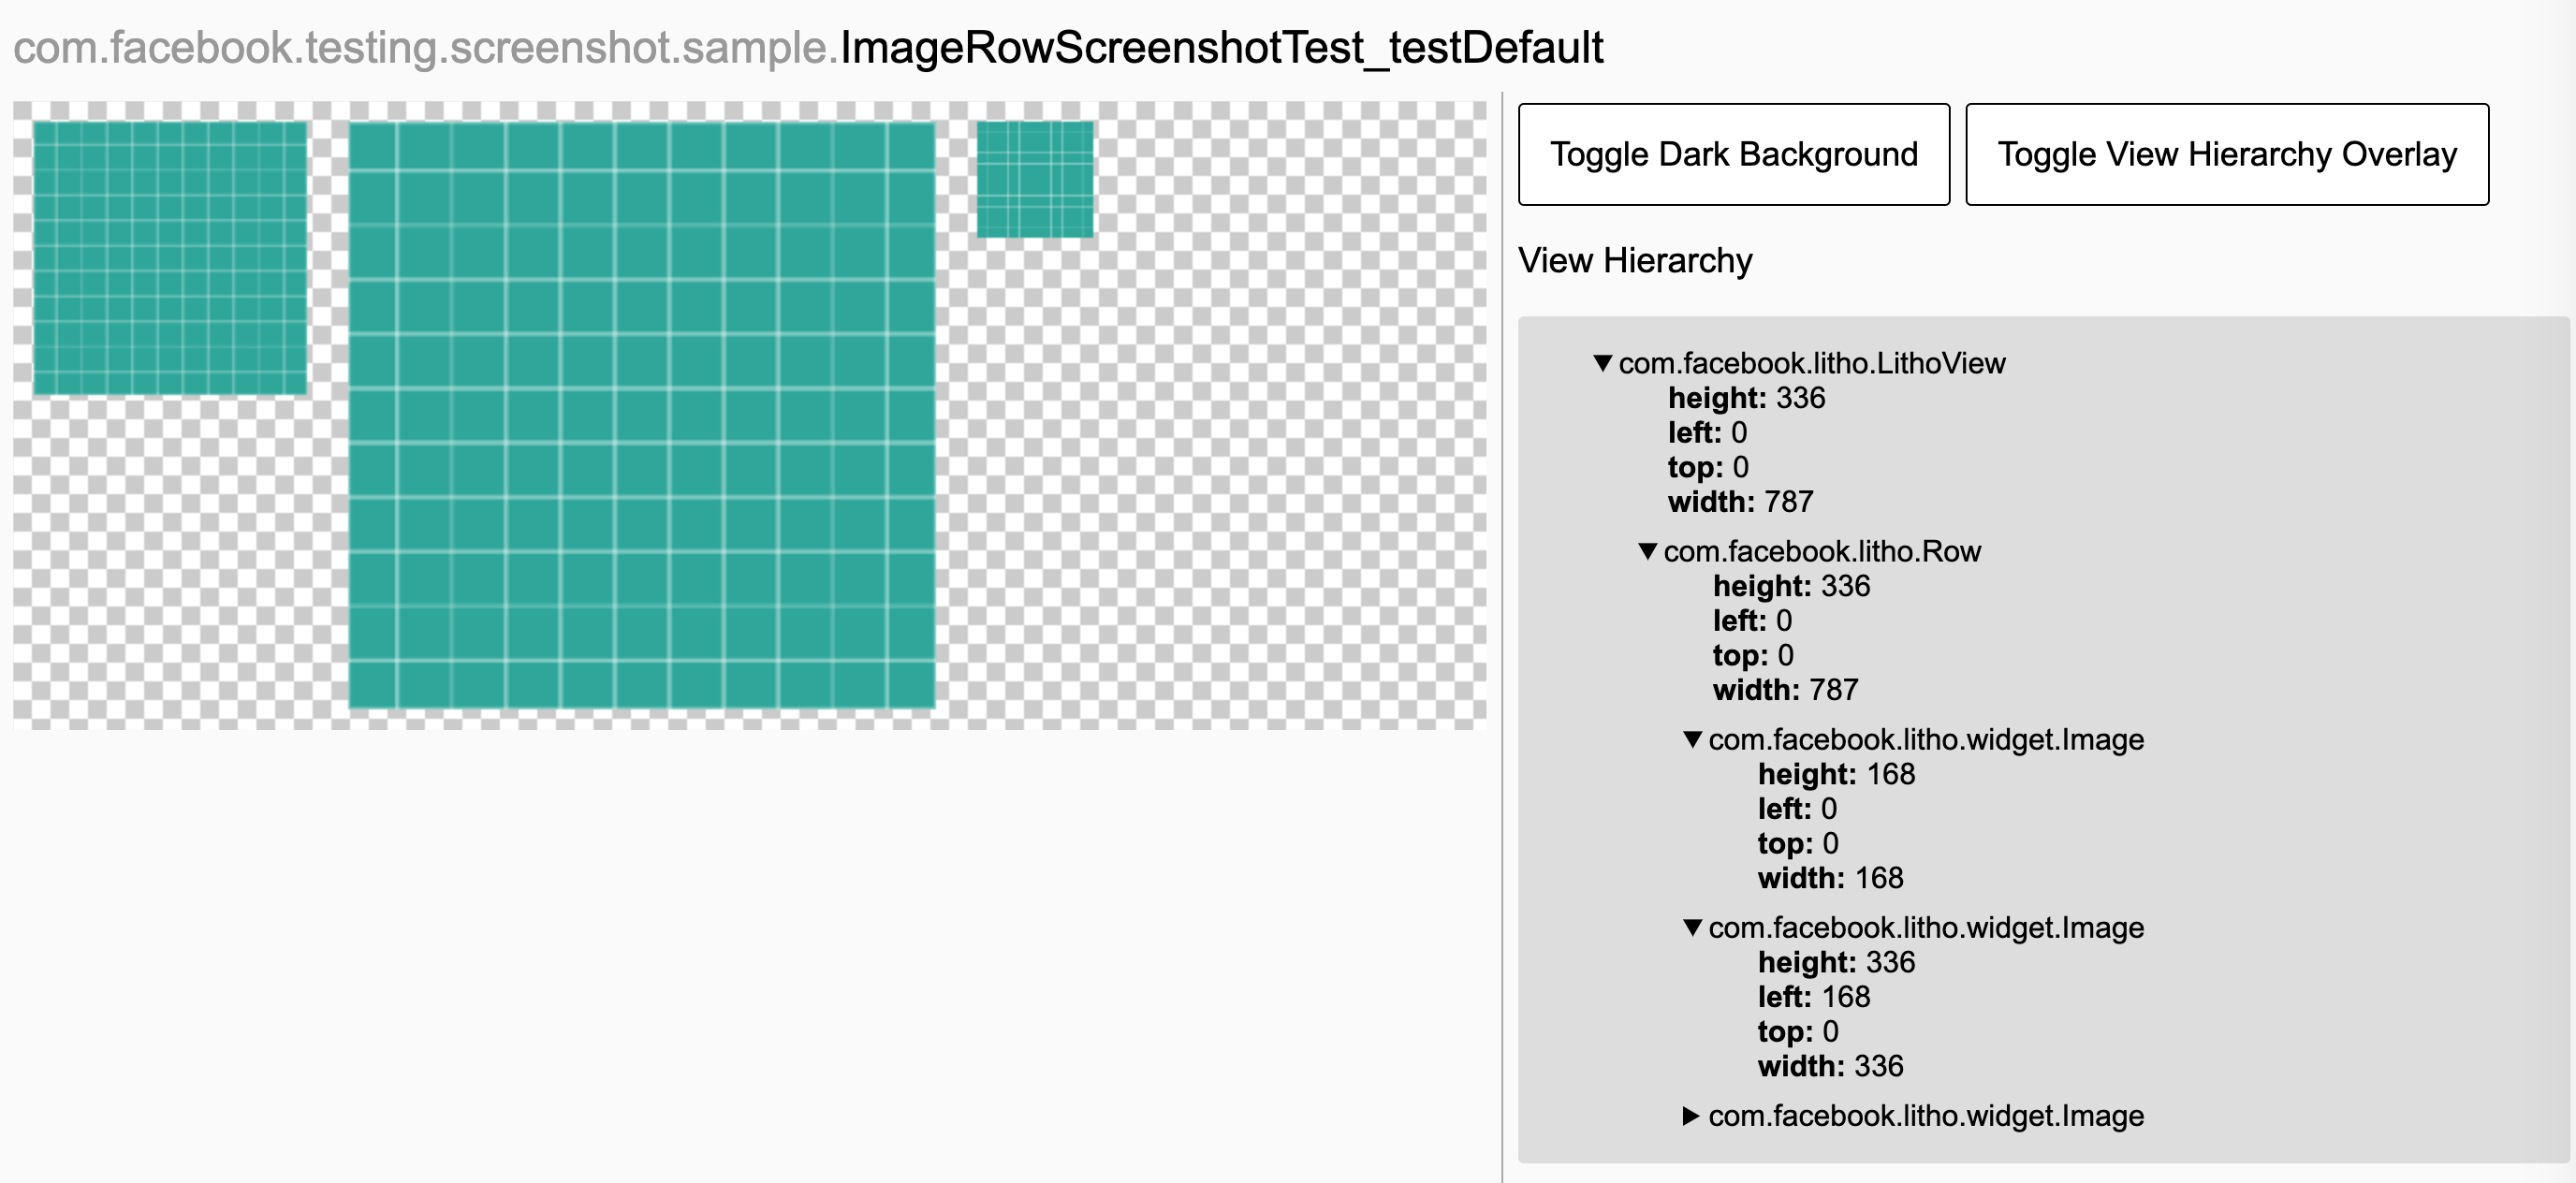 com.facebook.testing.screenshot.sample.ImageRowScreenshotTest_testDefault
Toggle Dark Background
Toggle View Hierarchy Overlay
View Hierarchy
▼com.facebook.litho.LithoView
height: 336
left: 0
top: 0
width: 787
▼com.facebook.litho.Row
height: 336
left: 0
top: 0
width: 787
▼com.facebook.litho.widget.Image
height: 168
left: 0
top: 0
width: 168
▼com.facebook.litho.widget.Image
height: 336
left: 168
top: 0
width: 336
▶com.facebook.litho.widget.Image